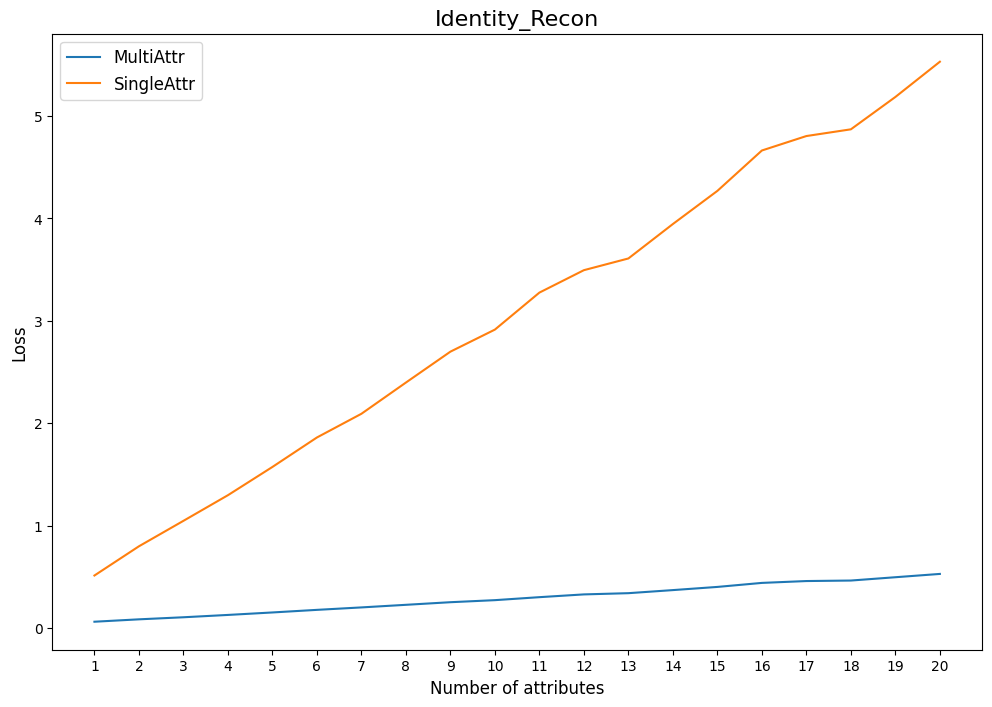 Identity_Recon
MultiAttr
SingleAttr
Loss
5
4
3
2
1
0
1 2 3 4 5 6 7 8 9 10 11 12 13 14 15 16 17 18 19 20
Number of attributes